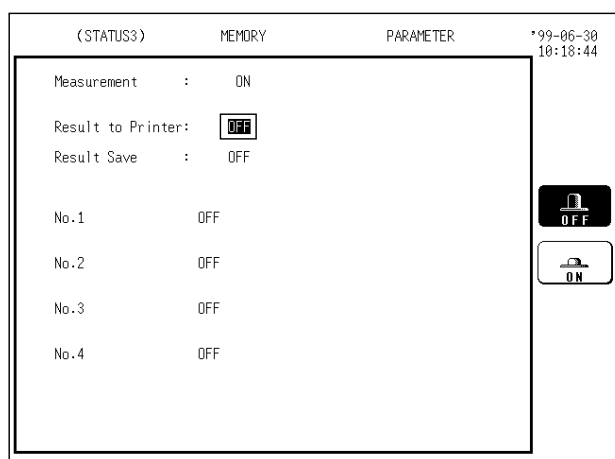 (STATUS3) MEMORY PARAMETER '99-06-30
10:18:44
Measurement : ON
Result to Printer: OFF
Result Save : OFF
No.1 OFF
OFF
No.2 OFF
ON
No.3 OFF
No.4 OFF